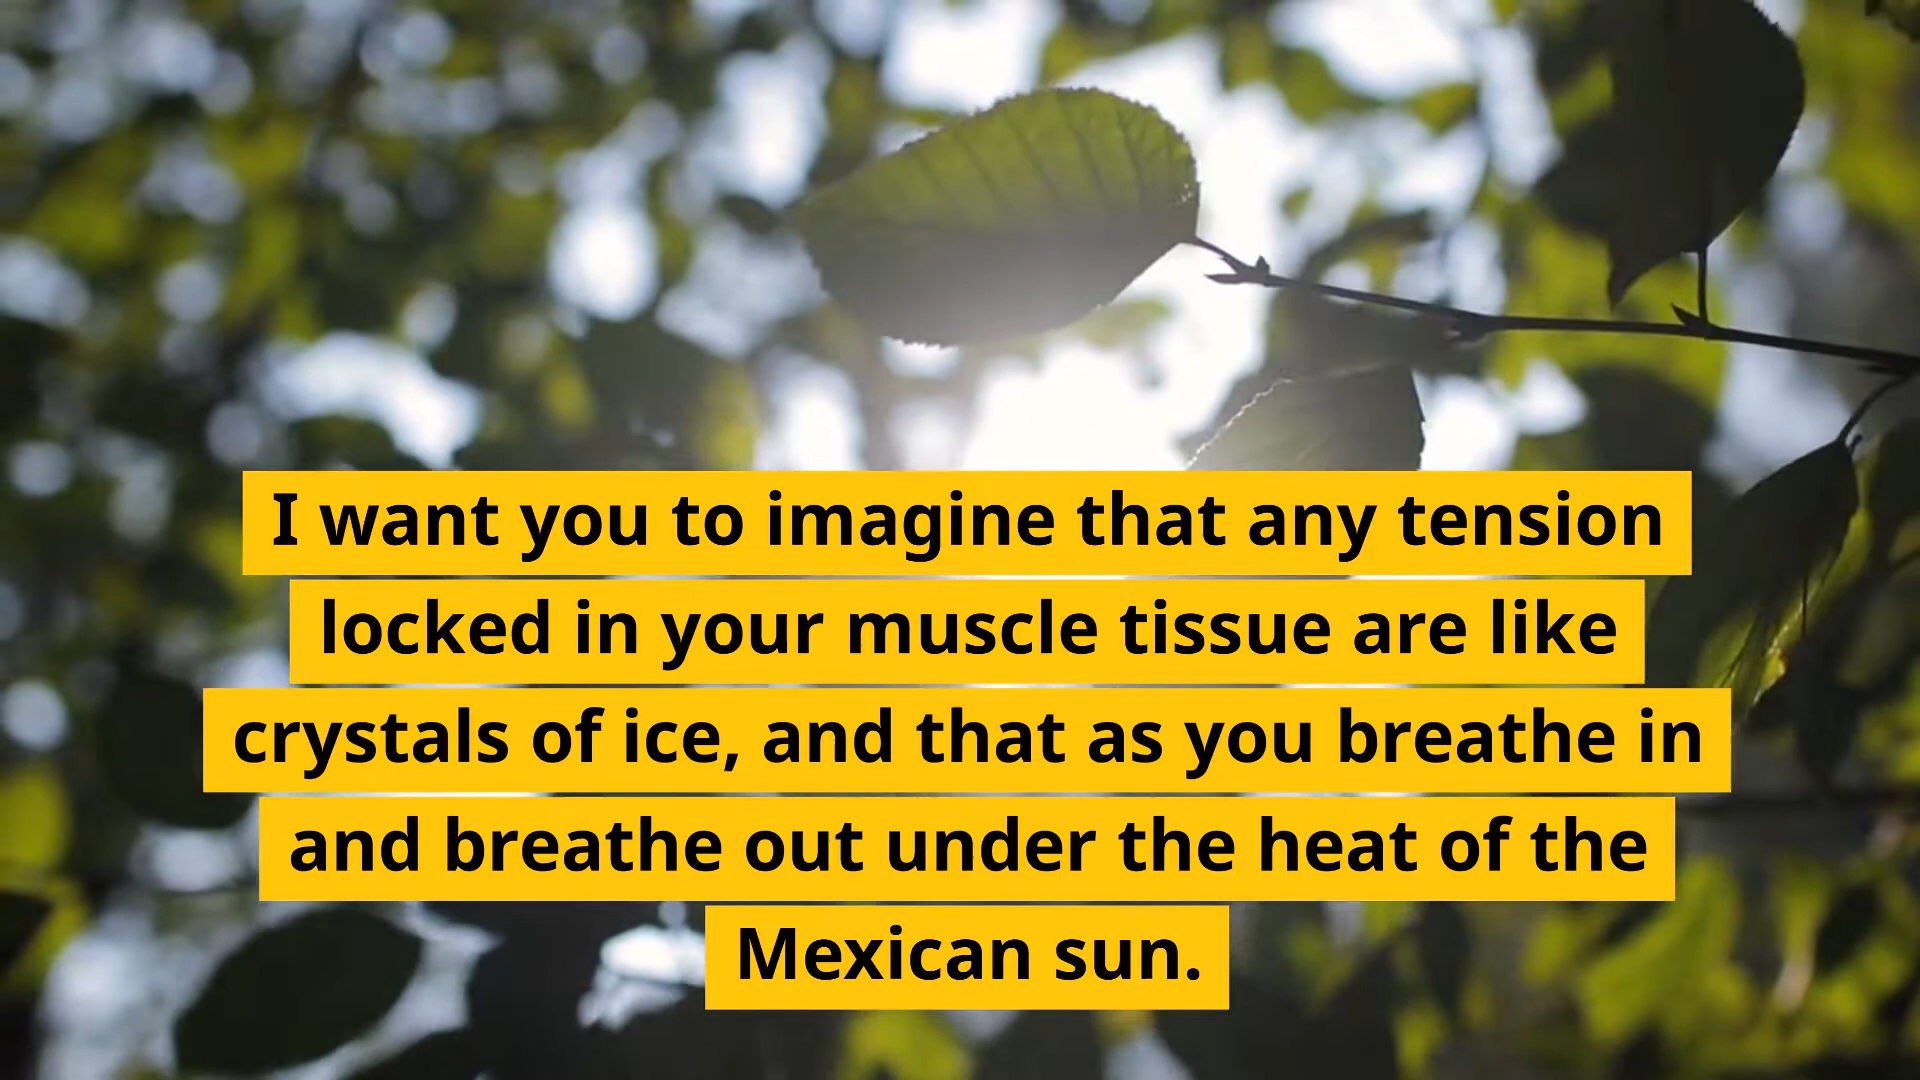 I want you to imagine that any tension
locked in your muscle tissue are like
crystals of ice, and that as you breathe in
and breathe out under the heat of the
Mexican sun.